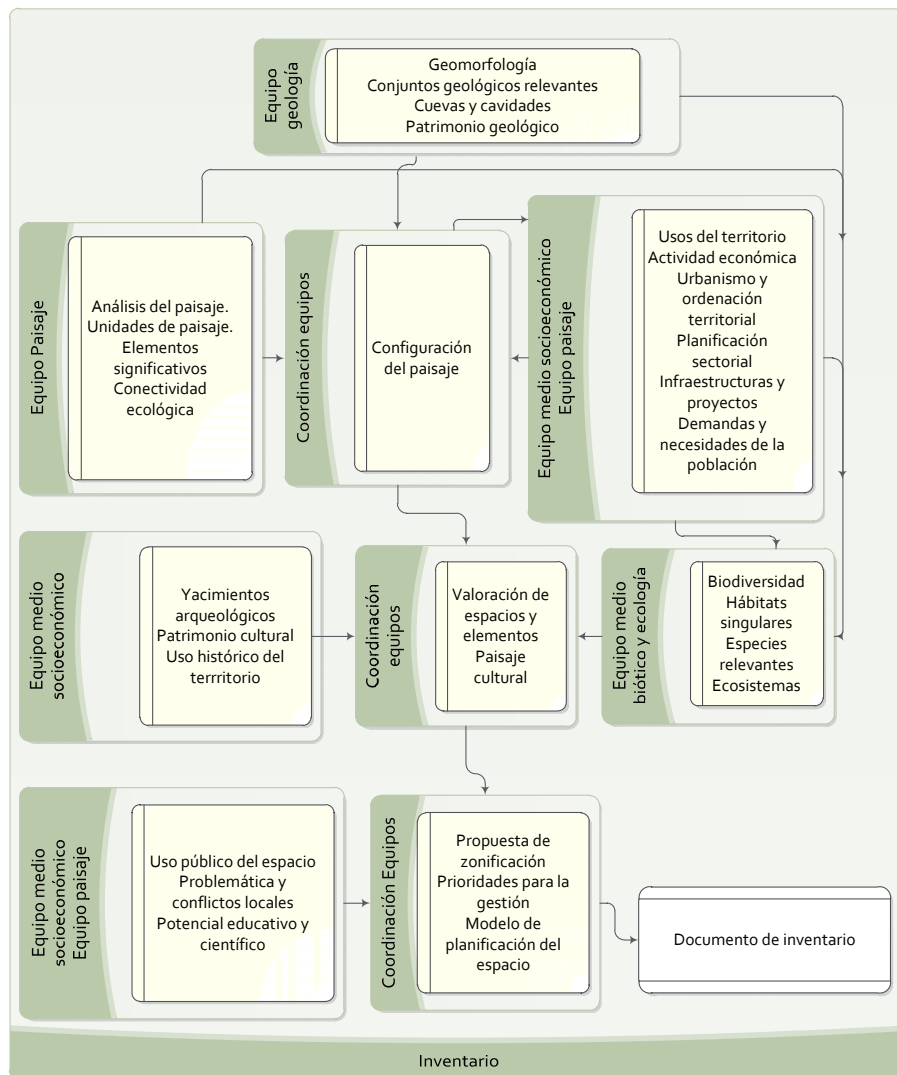 Equipo
geología
Geomorfología
Conjuntos geológicos relevantes
Cuevas y cavidades
Patrimonio geológico
Equipo Paisaje
Análisis del paisaje.
Unidades de paisaje.
Elementos
significativos
Conectividad
ecológica
Coordinación equipos
Configuración
del paisaje
Equipo medio socioeconómico
Equipo paisaje
Usos del territorio
Actividad económica
Urbanismo y
ordenación
territorial
Planificación
sectorial
Infraestructuras y
proyectos
Demandas y
necesidades de la
población
Equipo medio
socioeconómico
Yacimientos
arqueológicos
Patrimonio cultural
Uso histórico del
terrritorio
Coordinación
equipos
Valoración de
espacios y
elementos
Paisaje
cultural
Equipo medio
biótico y ecología
Biodiversidad
Hábitats
singulares
Especies
relevantes
Ecosistemas
Equipo medio
socioeconómico
Equipo paisaje
Uso público del espacio
Problemática y
conflictos locales
Potencial educativo y
científico
Coordinación Equipos
Propuesta de
zonificación
Prioridades para la
gestión
Modelo de
planificación del
espacio
Documento de inventario
Inventario